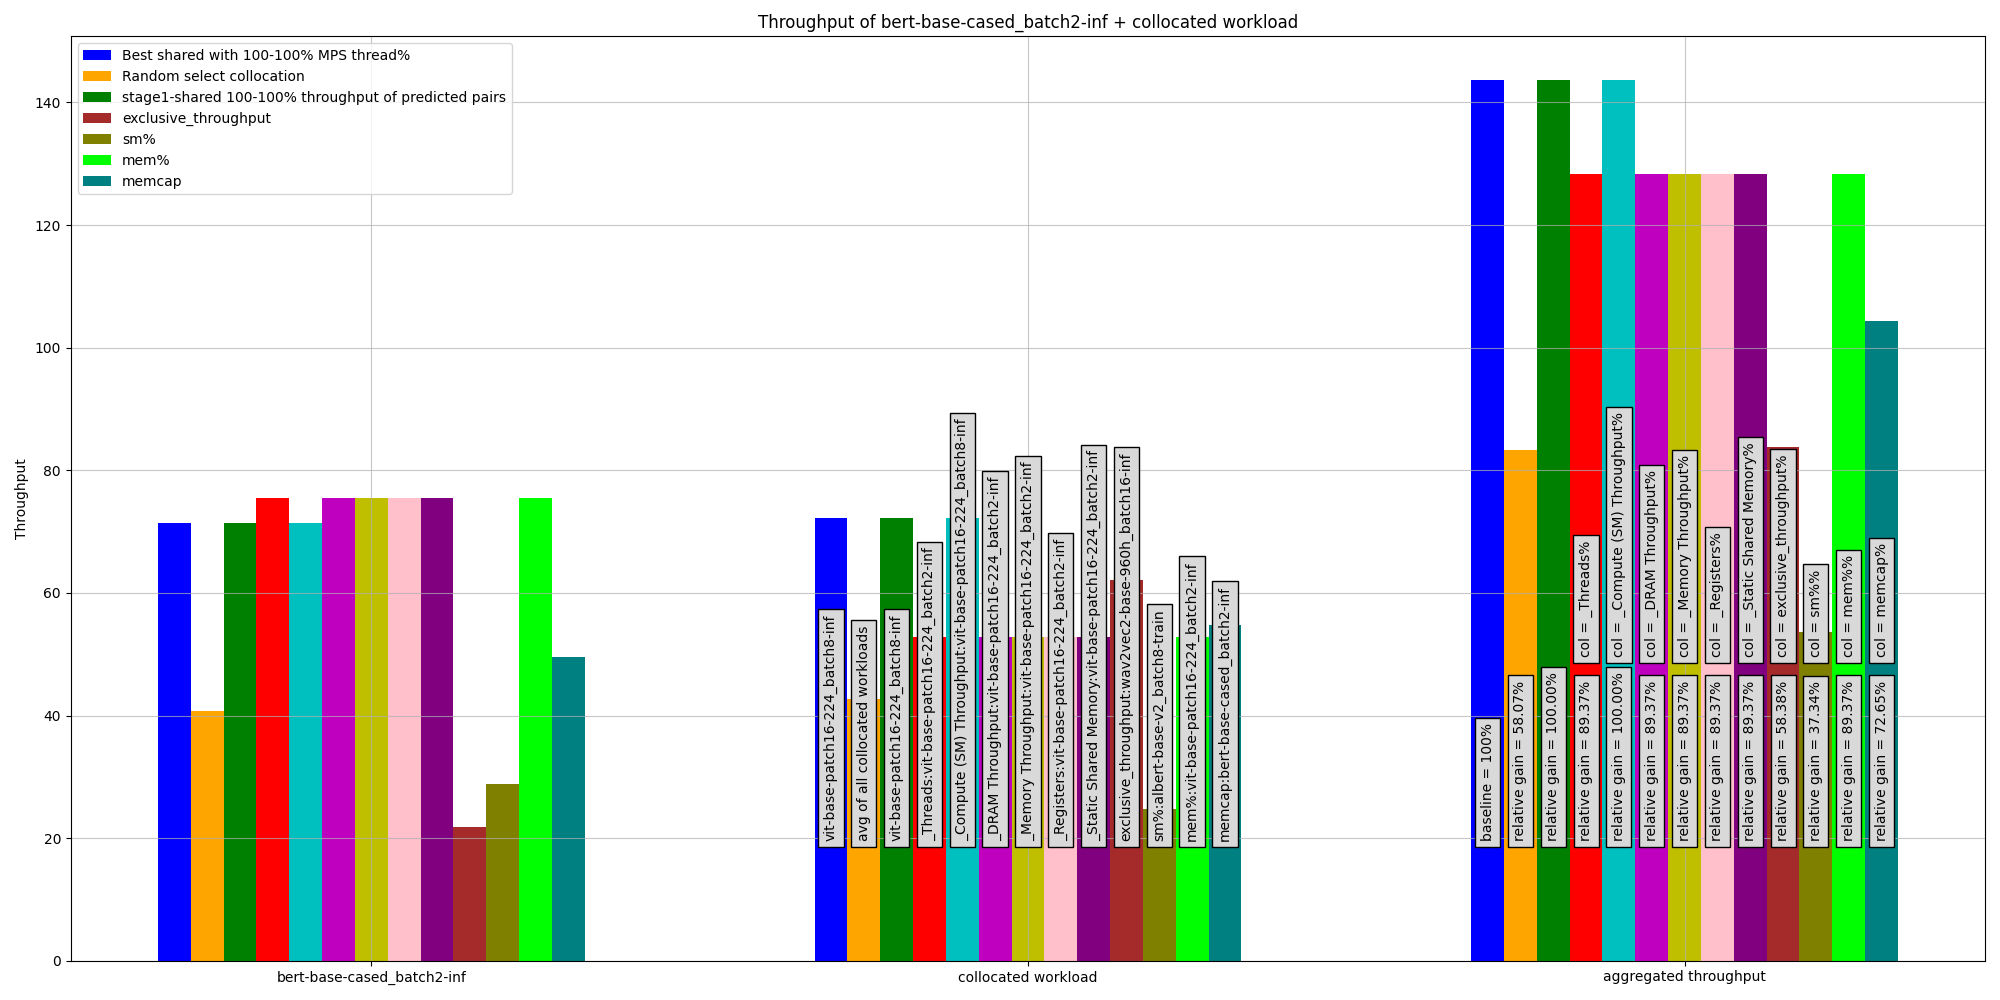 Throughput of bert-base-cased_batch2-inf + collocated workload
Best shared with 100-100% MPS thread%
Random select collocation
stage1-shared 100-100% throughput of predicted pairs
exclusive_throughput
sm%
mem%
memcap
Throughput
140
120
100
80
60
40
20
0
vit-base-patch16-224_batch8-inf
avg of all collocated workloads
vit-base-patch16-224_batch8-inf
_Threads:vit-base-patch16-224_batch2-inf
_Compute (SM) Throughput:vit-base-patch16-224_batch8-inf
_DRAM Throughput:vit-base-patch16-224_batch2-inf
_Memory Throughput:vit-base-patch16-224_batch2-inf
_Registers:vit-base-patch16-224_batch2-inf
_Static Shared Memory:vit-base-patch16-224_batch2-inf
exclusive_throughput:wav2vec2-base-960h_batch16-inf
sm%:albert-base-v2_batch8-train
mem%:vit-base-patch16-224_batch2-inf
memcap:bert-base-cased_batch2-inf
col = _Threads%
col = _Compute (SM) Throughput%
col = _DRAM Throughput%
col = _Memory Throughput%
col = _Registers%
col = _Static Shared Memory%
col = exclusive_throughput%
col = sm%%
col = mem%%
col = memcap%
baseline = 100%
relative gain = 58.07%
relative gain = 100.00%
relative gain = 89.37%
relative gain = 100.00%
relative gain = 89.37%
relative gain = 89.37%
relative gain = 89.37%
relative gain = 89.37%
relative gain = 58.38%
relative gain = 37.34%
relative gain = 89.37%
relative gain = 72.65%
bert-base-cased_batch2-inf
collocated workload
aggregated throughput